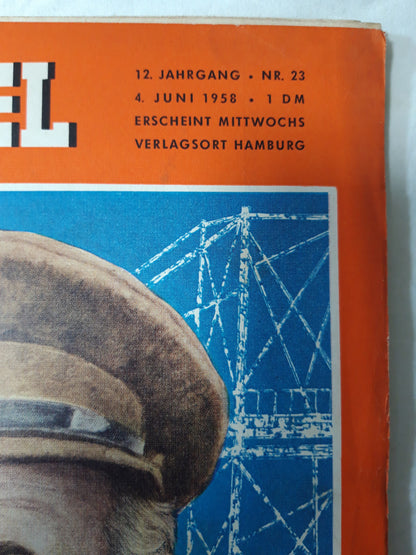 EL
12. JAHRGANG • NR. 23
4. JUNI 1958 • 1 DM
ERSCHEINT MITTWOCHS
VERLAGSORT HAMBURG